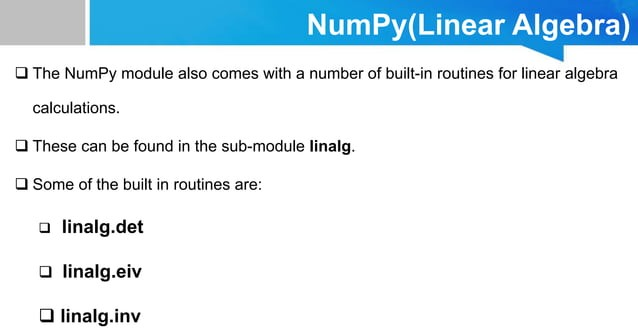 NumPy(Linear Algebra)
The NumPy module also comes with a number of built-in routines for linear algebra
calculations.
These can be found in the sub-module linalg.
Some of the built in routines are:
linalg.det
linalg.eiv
linalg.inv